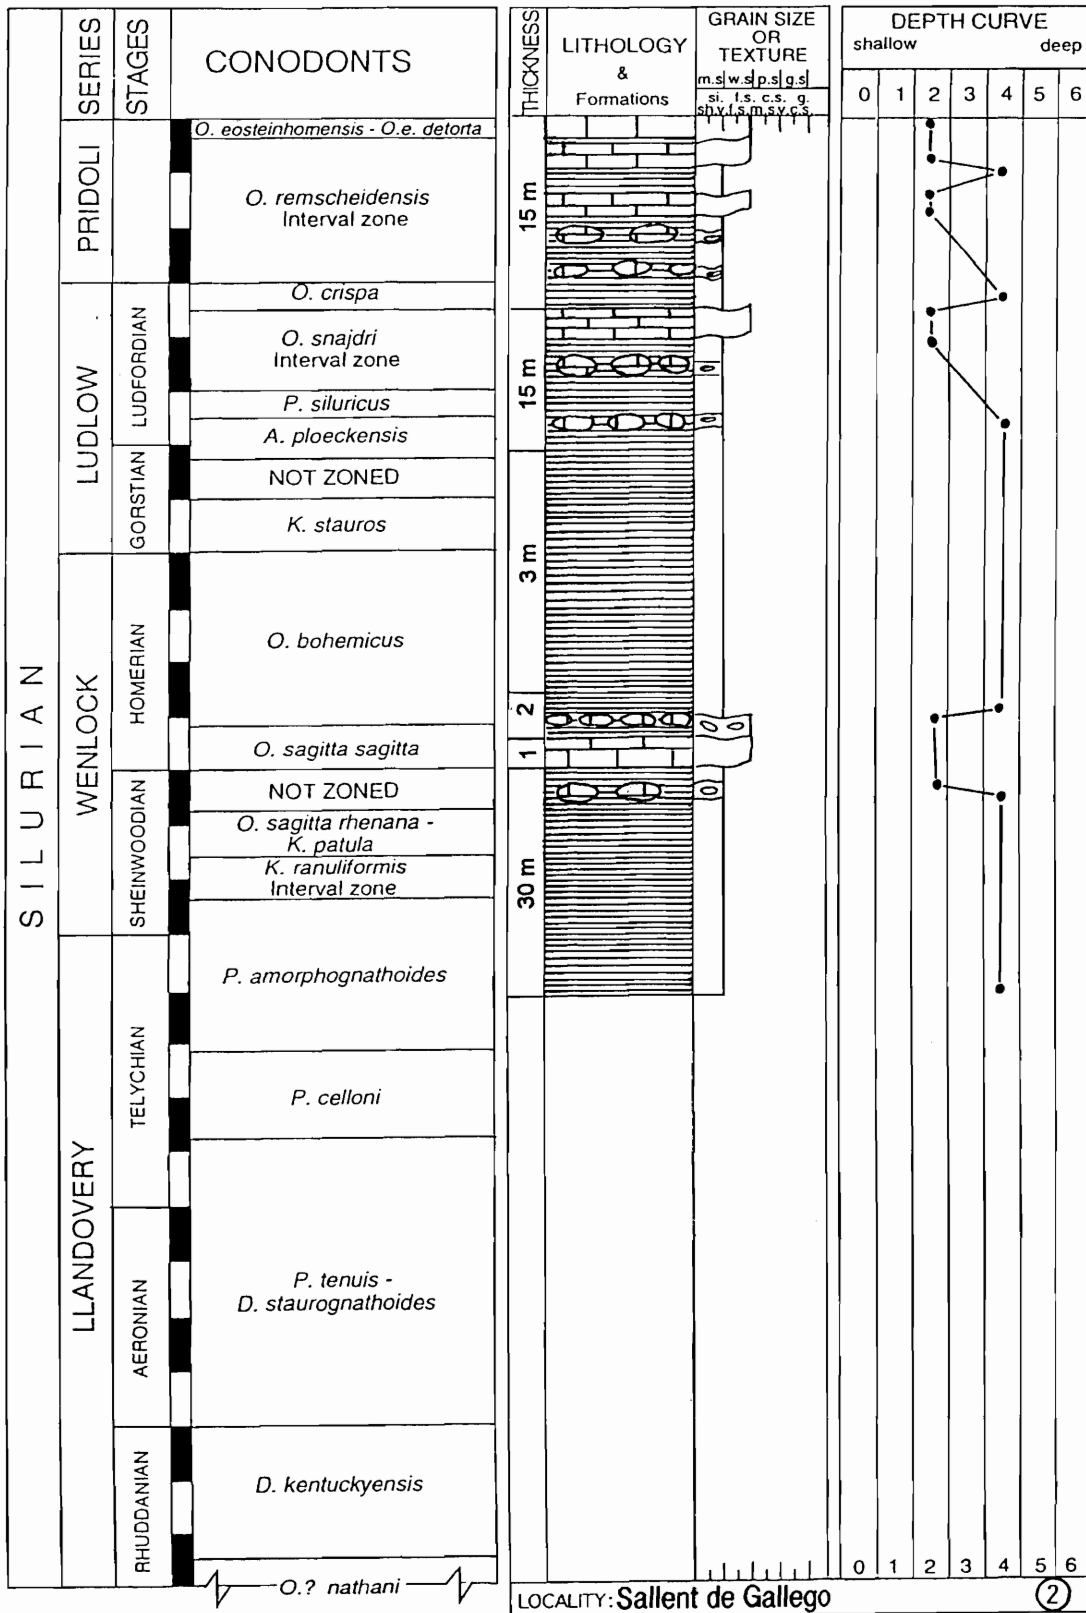 SERIES
STAGES
CONODONTS
THICKNESS
LITHOLOGY
&
Formations
GRAIN SIZE
OR
TEXTURE
m.s w.s p.s g.s
si. f.s. c.s. g.
sh.v.f.s.m.s.v.c.s.
DEPTH CURVE
shallow deep
0 1 2 3 4 5 6
SILURIAN
PRIDOLI
O. eosteinhornensis - O.e. detorta
O. remscheidensis
Interval zone
LUDLOW
LUDFORDIAN
O. crispa
O. snajdri
Interval zone
P. siluricus
A. ploeckensis
GORSTIAN
NOT ZONED
K. stauros
WENLOCK
HOMERIAN
O. bohemicus
O. sagitta sagitta
SHEINWOODIAN
NOT ZONED
O. sagitta rhenana -
K. patula
K. ranuliformis
Interval zone
LLANDOVERY
TELYCHIAN
P. amorphognathoides
P. celloni
AERONIAN
P. tenuis -
D. staurognathoides
RHUDDANIAN
D. kentuckyensis
O.? nathani
15 m
15 m
3 m
2
1
30 m
0 1 2 3 4 5 6
LOCALITY: Sallent de Gallego
2